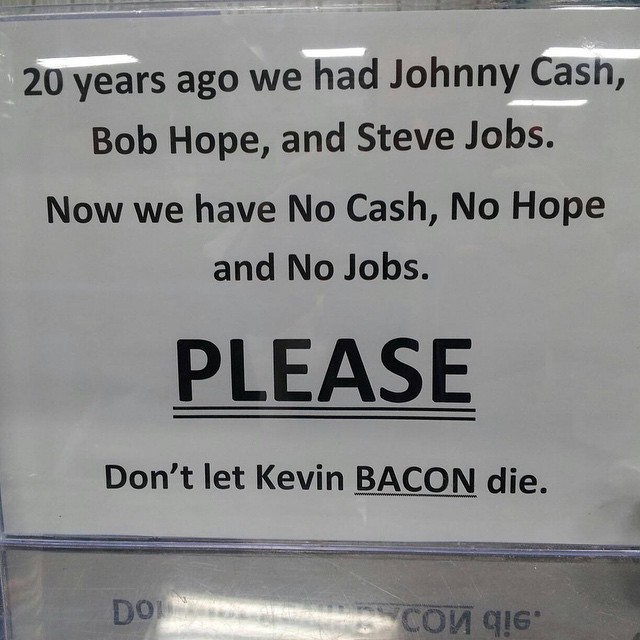 20 years ago we had Johnny Cash,
Bob Hope, and Steve Jobs.
Now we have No Cash, No Hope
and No Jobs.
PLEASE
Don't let Kevin BACON die.